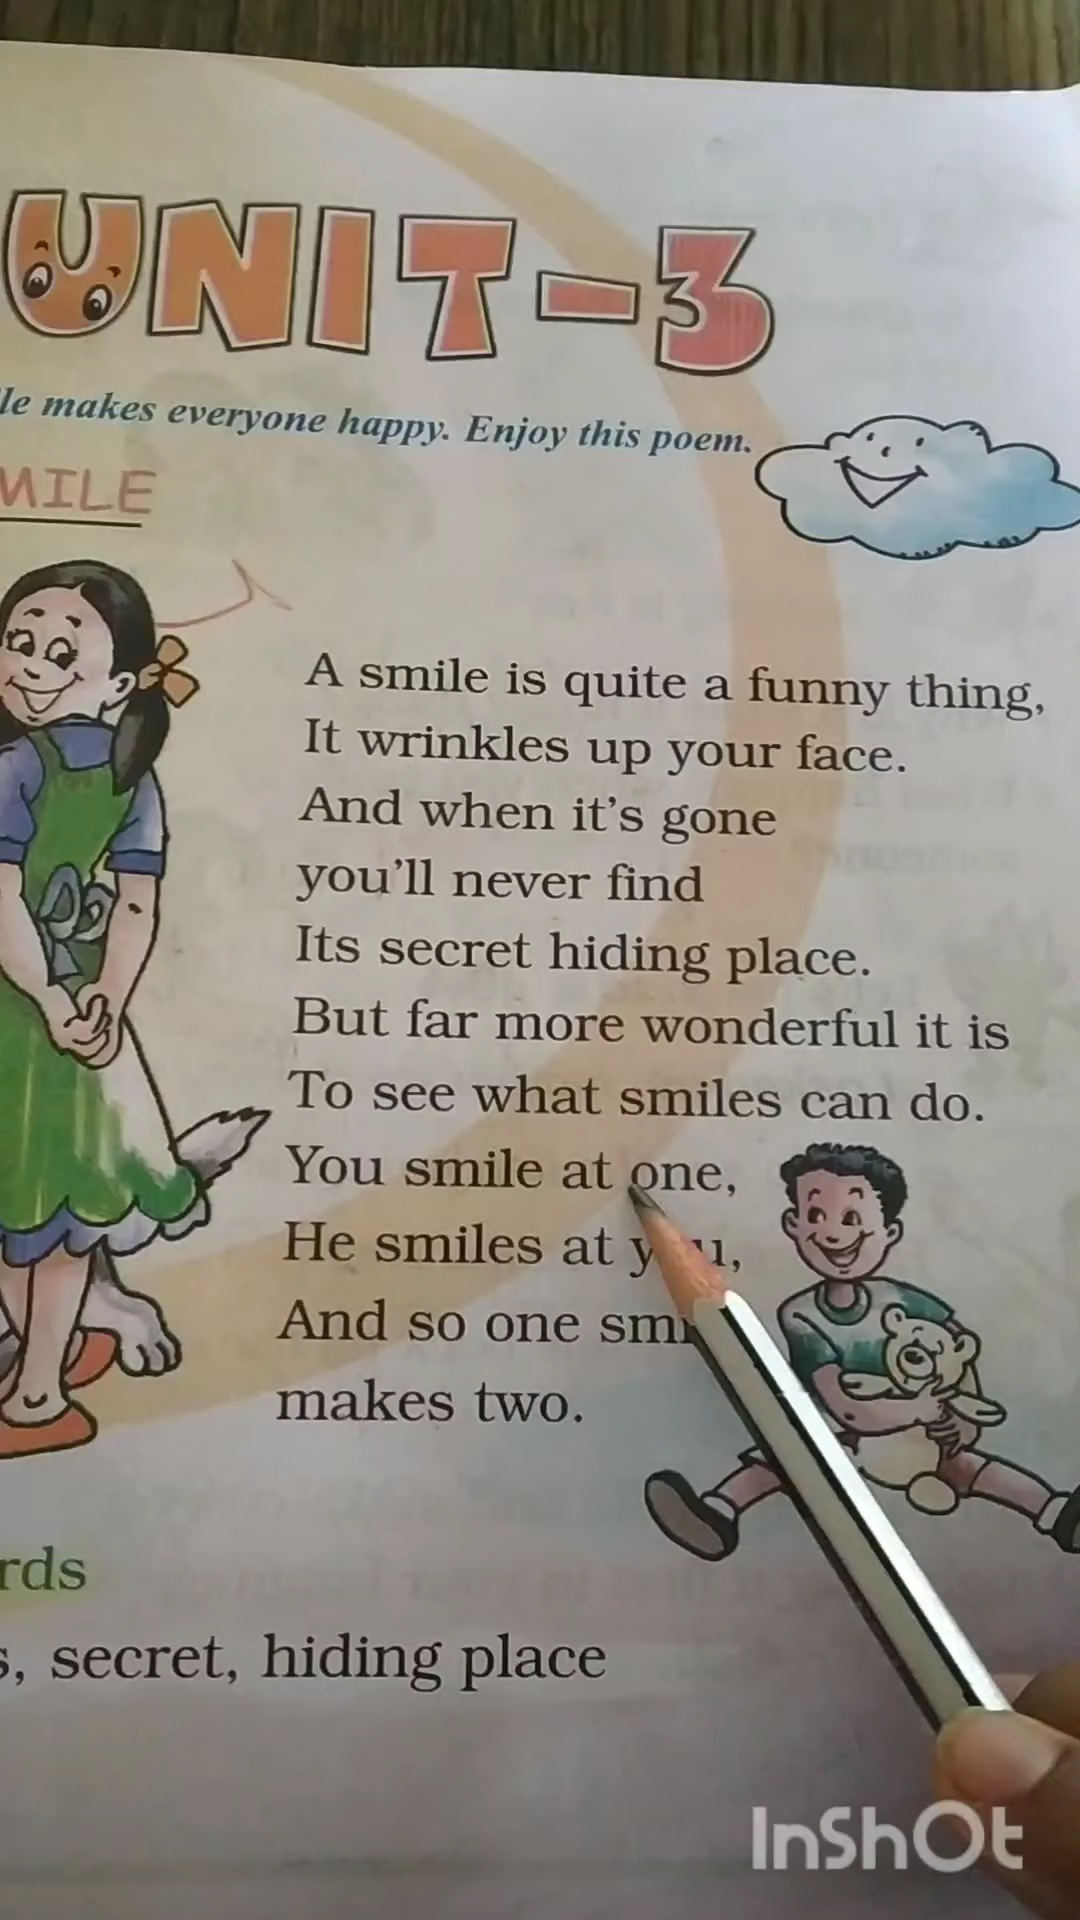 UNIT-3
makes everyone happy. Enjoy this poem.
A smile is quite a funny thing,
It wrinkles up your face.
And when it's gone
you'll never find
Its secret hiding place.
But far more wonderful it is
To see what smiles can do.
You smile at one,
He smiles at
And so one
makes two.
secret, hiding place
InShOt